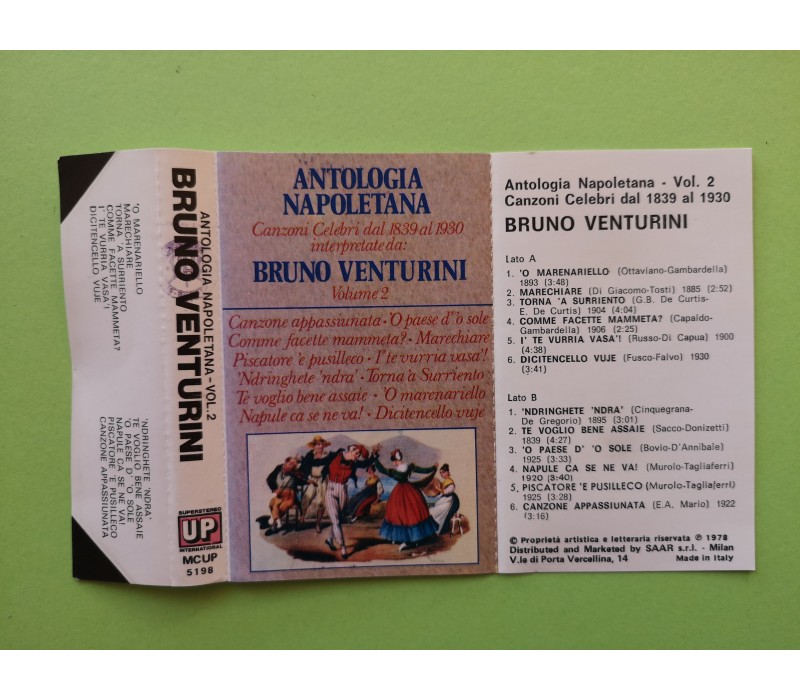 'O MARENARIELLO
MARECHIARE
TORNA 'A SURRIENTO
COMME FACETTE MAMMETA?
I' TE VURRIA VASA'!
DICITENCELLO VUJE
'NDRINGHETE 'NDRA'
TE VOGLIO BENE ASSAIE
'O PAESE D' 'O SOLE
NAPULE CA SE NE VA!
PISCATORE 'E PUSILLECO
CANZONE APPASSIUNATA
ANTOLOGIA NAPOLETANA - VOL. 2
BRUNO VENTURINI
SUPERSTEREO
UP
INTERNATIONAL
MCUP
5198
ANTOLOGIA
NAPOLETANA
Canzoni Celebri dal 1839 al 1930
interpretate da:
BRUNO VENTURINI
Volume 2
Canzone appassiunata · 'O paese d''o sole
Comme facette mammeta? · Marechiare
Piscatore 'e pusilleco · I' te vurria vasa'!
'Ndringhete 'ndra' · Torna a Surriento
Te voglio bene assaie · 'O marenariello
Napule ca se ne va! · Dicitencello vuje
Antologia Napoletana - Vol. 2
Canzoni Celebri dal 1839 al 1930
BRUNO VENTURINI
Lato A
1. 'O MARENARIELLO (Ottaviano-Gambardella)
1893 (3:48)
2. MARECHIARE (Di Giacomo-Tosti) 1885 (2:52)
3. TORNA 'A SURRIENTO (G.B. De Curtis-
E. De Curtis) 1904 (4:04)
4. COMME FACETTE MAMMETA? (Capaldo-
Gambardella) 1906 (2:25)
5. I' TE VURRIA VASA'! (Russo-Di Capua) 1900
(4:38)
6. DICITENCELLO VUJE (Fusco-Falvo) 1930
(3:41)
Lato B
1. 'NDRINGHETE 'NDRA' (Cinquegrana-
De Gregorio) 1895 (3:01)
2. TE VOGLIO BENE ASSAIE (Sacco-Donizetti)
1839 (4:27)
3. 'O PAESE D' 'O SOLE (Bovio-D'Annibale)
1925 (3:33)
4. NAPULE CA SE NE VA! (Murolo-Tagliaferri)
1920 (3:40)
5. PISCATORE 'E PUSILLECO (Murolo-Tagliaferri)
1925 (3:28)
6. CANZONE APPASSIUNATA (E.A. Mario) 1922
(3:16)
© Proprietà artistica e letteraria riservata ℗ 1978
Distributed and Marketed by SAAR s.r.l. - Milan
V.le di Porta Vercellina, 14 Made in Italy